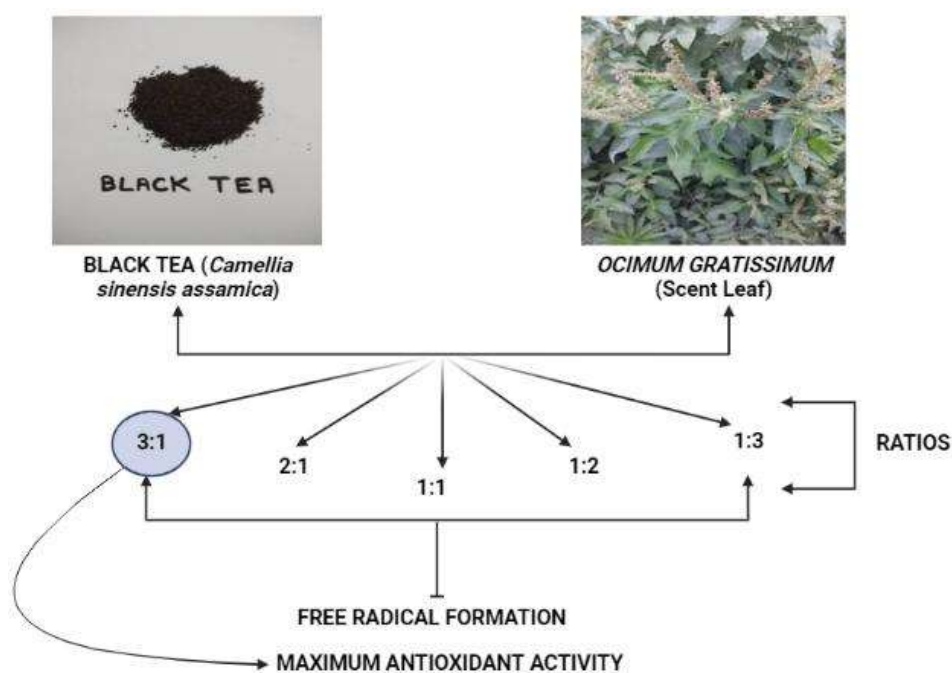 BLACK TEA
BLACK TEA (Camellia
sinensis assamica)
OCIMUM GRATISSIMUM
(Scent Leaf)
3:1
2:1
1:1
1:2
1:3
RATIOS
FREE RADICAL FORMATION
MAXIMUM ANTIOXIDANT ACTIVITY